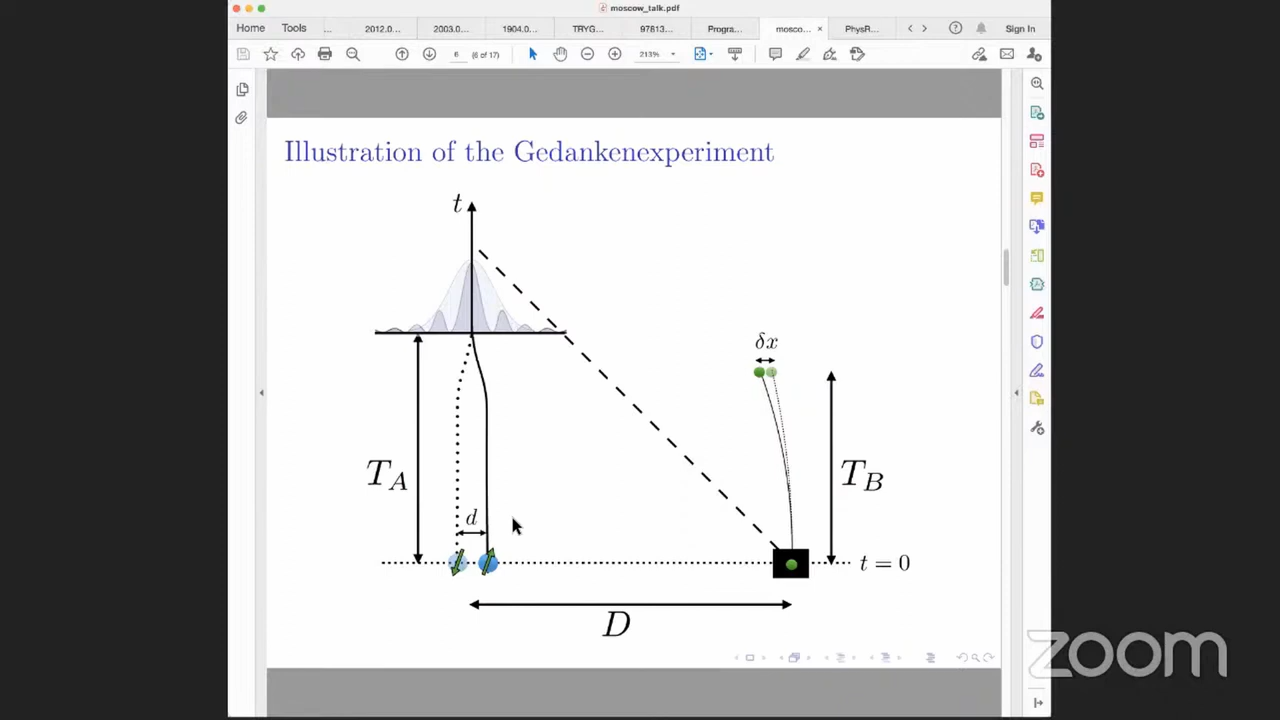 moscow_talk.pdf
Home Tools ... 2012.0... 2003.0... 1904.0... TRYG... 97813... Progra... mosco... × PhysR... Sign In
6 (6 of 17) 213%
Illustration of the Gedankenexperiment
t
δx
T_A
T_B
d
t = 0
D
zoom